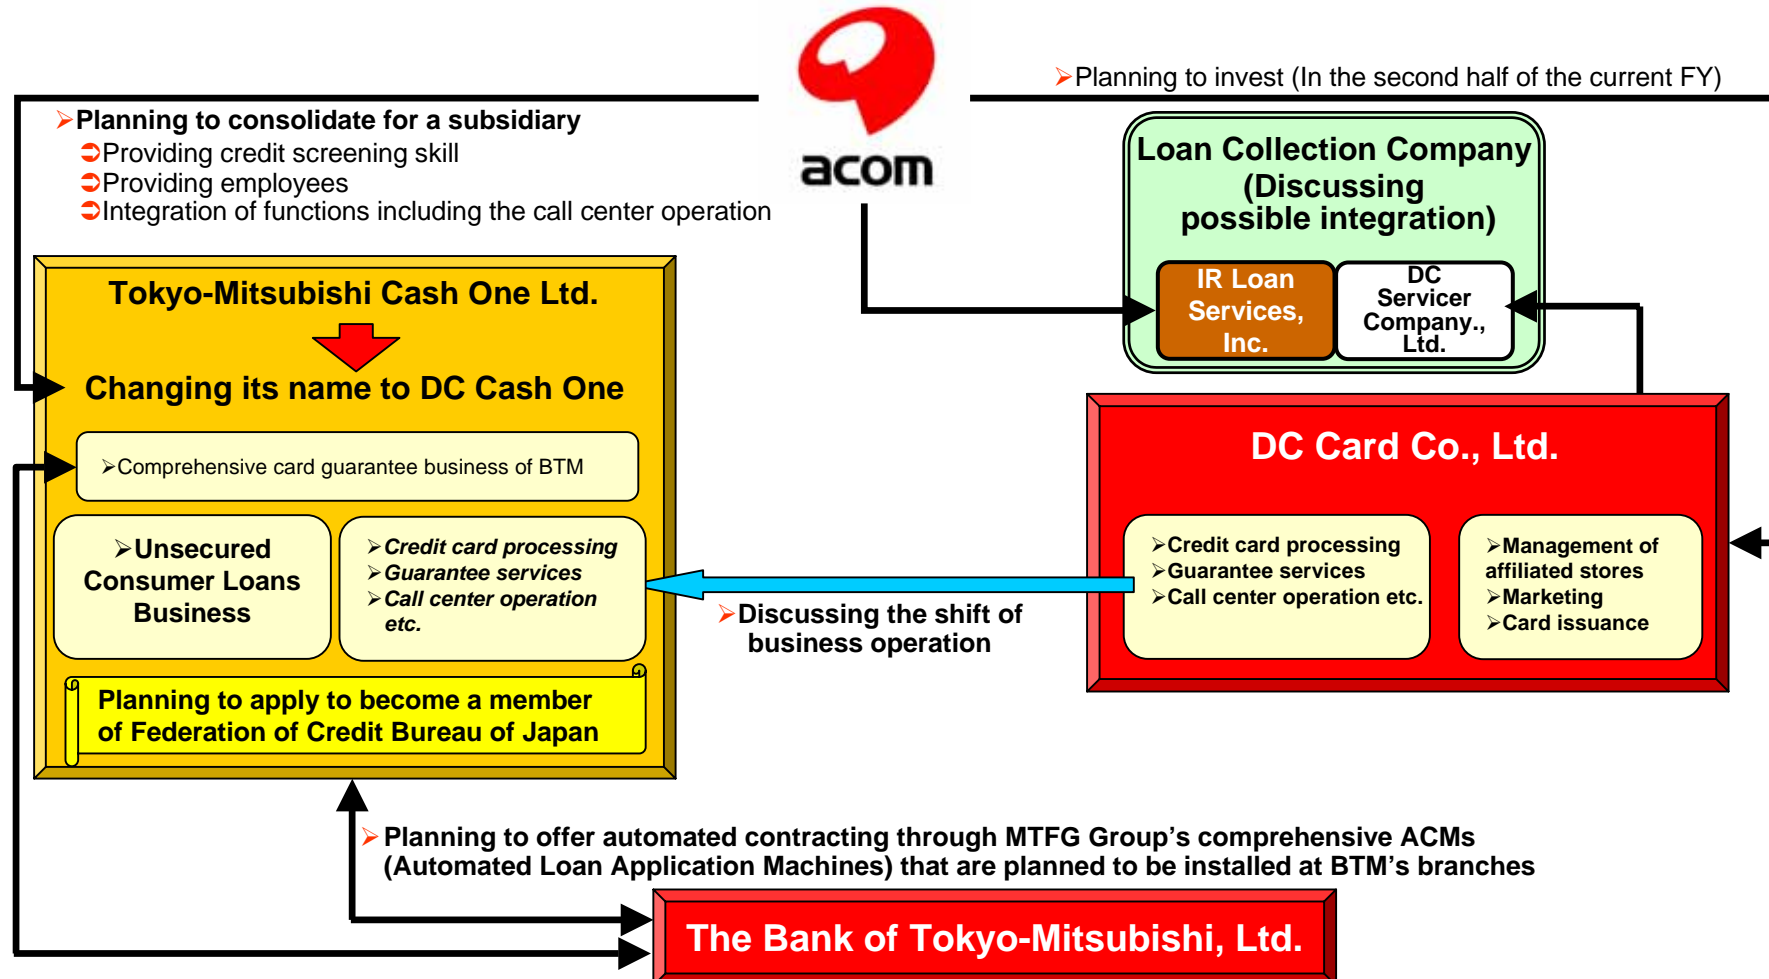 acom
➢Planning to invest (In the second half of the current FY)
➢Planning to consolidate for a subsidiary
➲Providing credit screening skill
➲Providing employees
➲Integration of functions including the call center operation
Loan Collection Company
(Discussing
possible integration)
IR Loan
Services,
Inc.
DC
Servicer
Company.,
Ltd.
Tokyo-Mitsubishi Cash One Ltd.
Changing its name to DC Cash One
➢Comprehensive card guarantee business of BTM
➢Unsecured
Consumer Loans
Business
➢Credit card processing
➢Guarantee services
➢Call center operation
etc.
Planning to apply to become a member
of Federation of Credit Bureau of Japan
➢Discussing the shift of
business operation
DC Card Co., Ltd.
➢Credit card processing
➢Guarantee services
➢Call center operation etc.
➢Management of
affiliated stores
➢Marketing
➢Card issuance
➢Planning to offer automated contracting through MTFG Group's comprehensive ACMs
(Automated Loan Application Machines) that are planned to be installed at BTM's branches
The Bank of Tokyo-Mitsubishi, Ltd.